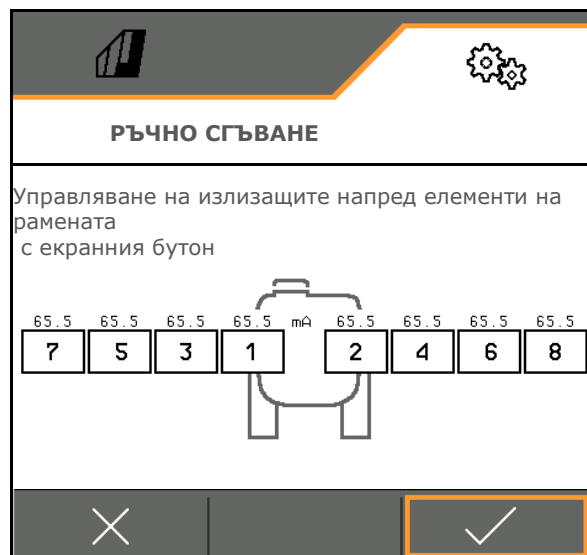 РЪЧНО СГЪВАНЕ
Управляване на излизащите напред елементи на
рамената
с екранния бутон
65.5 65.5 65.5 65.5 mA 65.5 65.5 65.5 65.5
7 5 3 1 2 4 6 8